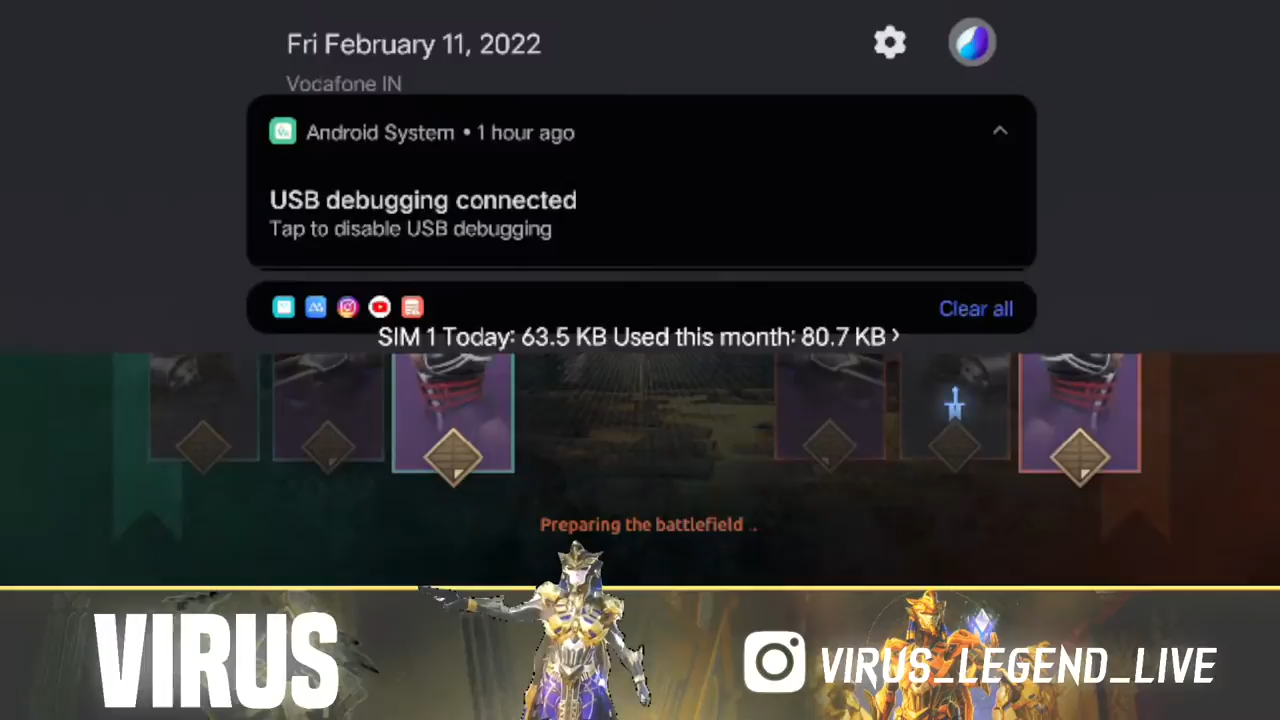 Fri February 11, 2022
Vocafone IN
Android System • 1 hour ago
USB debugging connected
Tap to disable USB debugging
Clear all
SIM 1 Today: 63.5 KB Used this month: 80.7 KB ›
Preparing the battlefield ..
VIRUS
VIRUS_LEGEND_LIVE